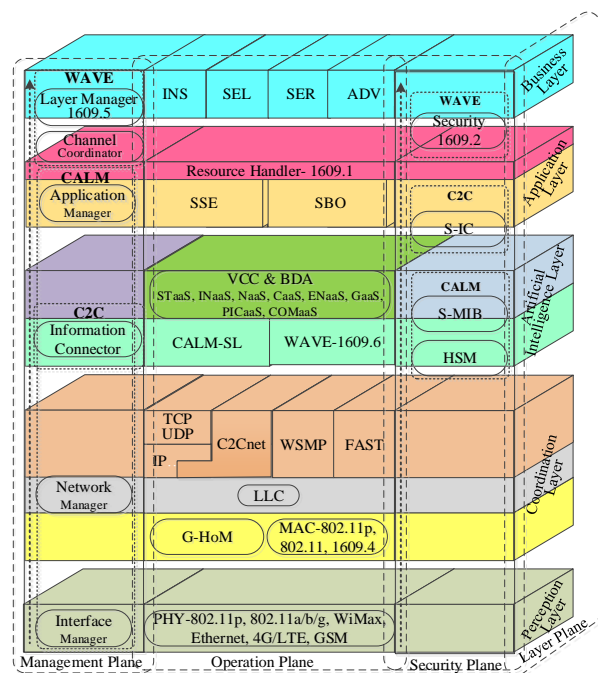 WAVE
Layer Manager
1609.5
INS
SEL
SER
ADV
WAVE
Security
1609.2
Business
Layer
Channel
Coordinator
CALM
Application
Manager
Resource Handler- 1609.1
SSE
SBO
C2C
S-IC
Application
Layer
VCC & BDA
STaaS, INaaS, NaaS, CaaS, ENaaS, GaaS,
PICaaS, COMaaS
C2C
Information
Connector
CALM-SL
WAVE-1609.6
CALM
S-MIB
HSM
Artificial
Intelligence Layer
TCP
UDP
IP
C2Cnet
WSMP
FAST
Network
Manager
LLC
G-HoM
MAC-802.11p,
802.11, 1609.4
Coordination
Layer
Interface
Manager
PHY-802.11p, 802.11a/b/g, WiMax,
Ethernet, 4G/LTE, GSM
Perception
Layer
Layer Plane
Management Plane
Operation Plane
Security Plane